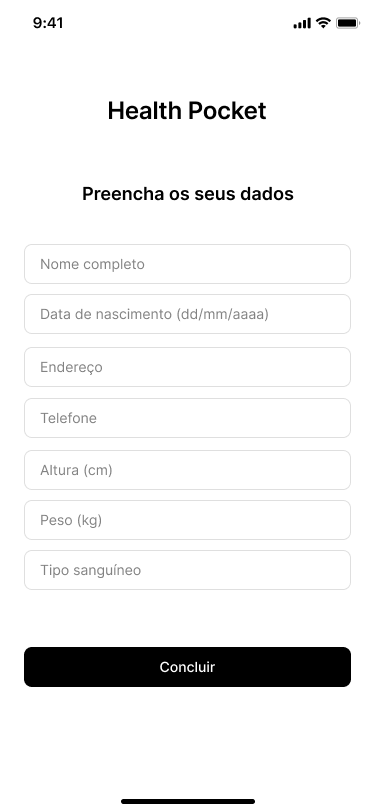 9:41
Health Pocket
Preencha os seus dados
Nome completo
Data de nascimento (dd/mm/aaaa)
Endereço
Telefone
Altura (cm)
Peso (kg)
Tipo sanguíneo
Concluir